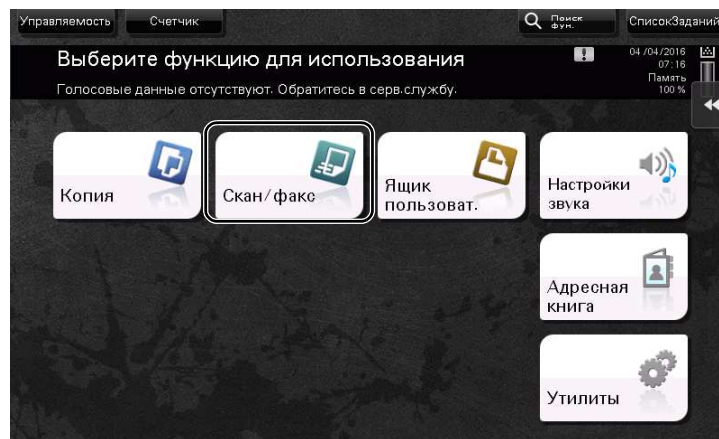 Управляемость Счетчик Поиск фун. СписокЗаданий
Выберите функцию для использования
04/04/2016
07:16
Голосовые данные отсутствуют. Обратитесь в серв.службу.
Память
100 %
Копия
Скан/факс
Ящик
пользоват.
Настройки
звука
Адресная
книга
Утилиты